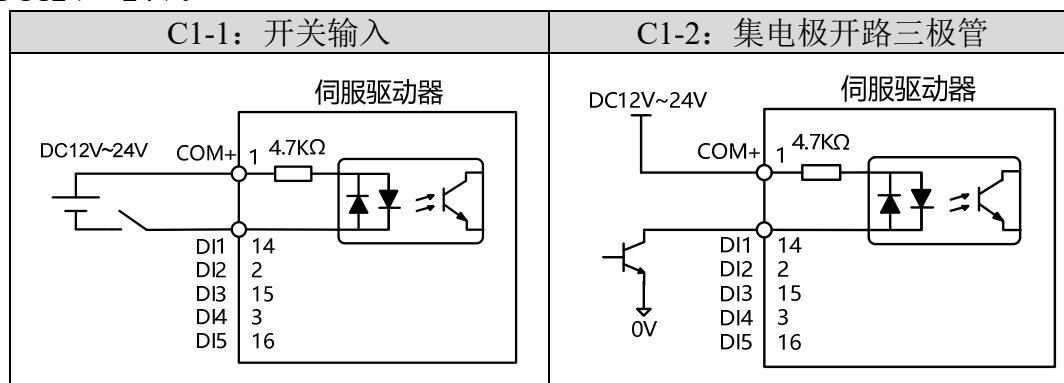 C1-1：开关输入
C1-2：集电极开路三极管
伺服驱动器
DC12V~24V
COM+
1
4.7KΩ
DI1 14
DI2 2
DI3 15
DI4 3
DI5 16
伺服驱动器
DC12V~24V
COM+
1
4.7KΩ
DI1 14
DI2 2
DI3 15
DI4 3
DI5 16
0V